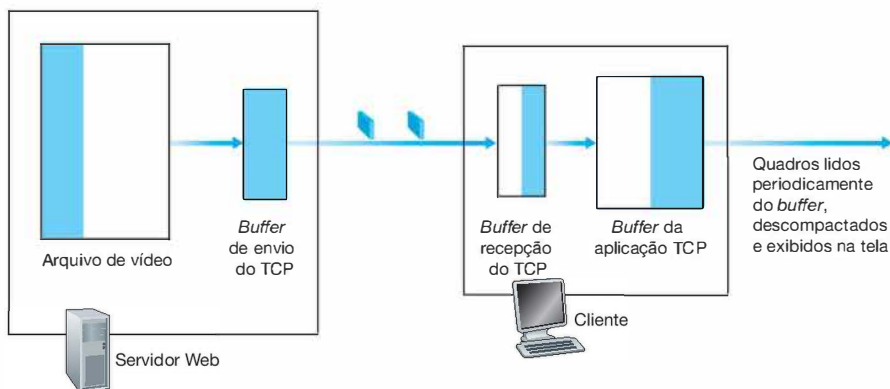 Arquivo de vídeo
Buffer
de envio
do TCP
Servidor Web
Buffer de
recepção
do TCP
Buffer da
aplicação TCP
Cliente
Quadros lidos
periodicamente
do buffer,
descompactados
e exibidos na tela